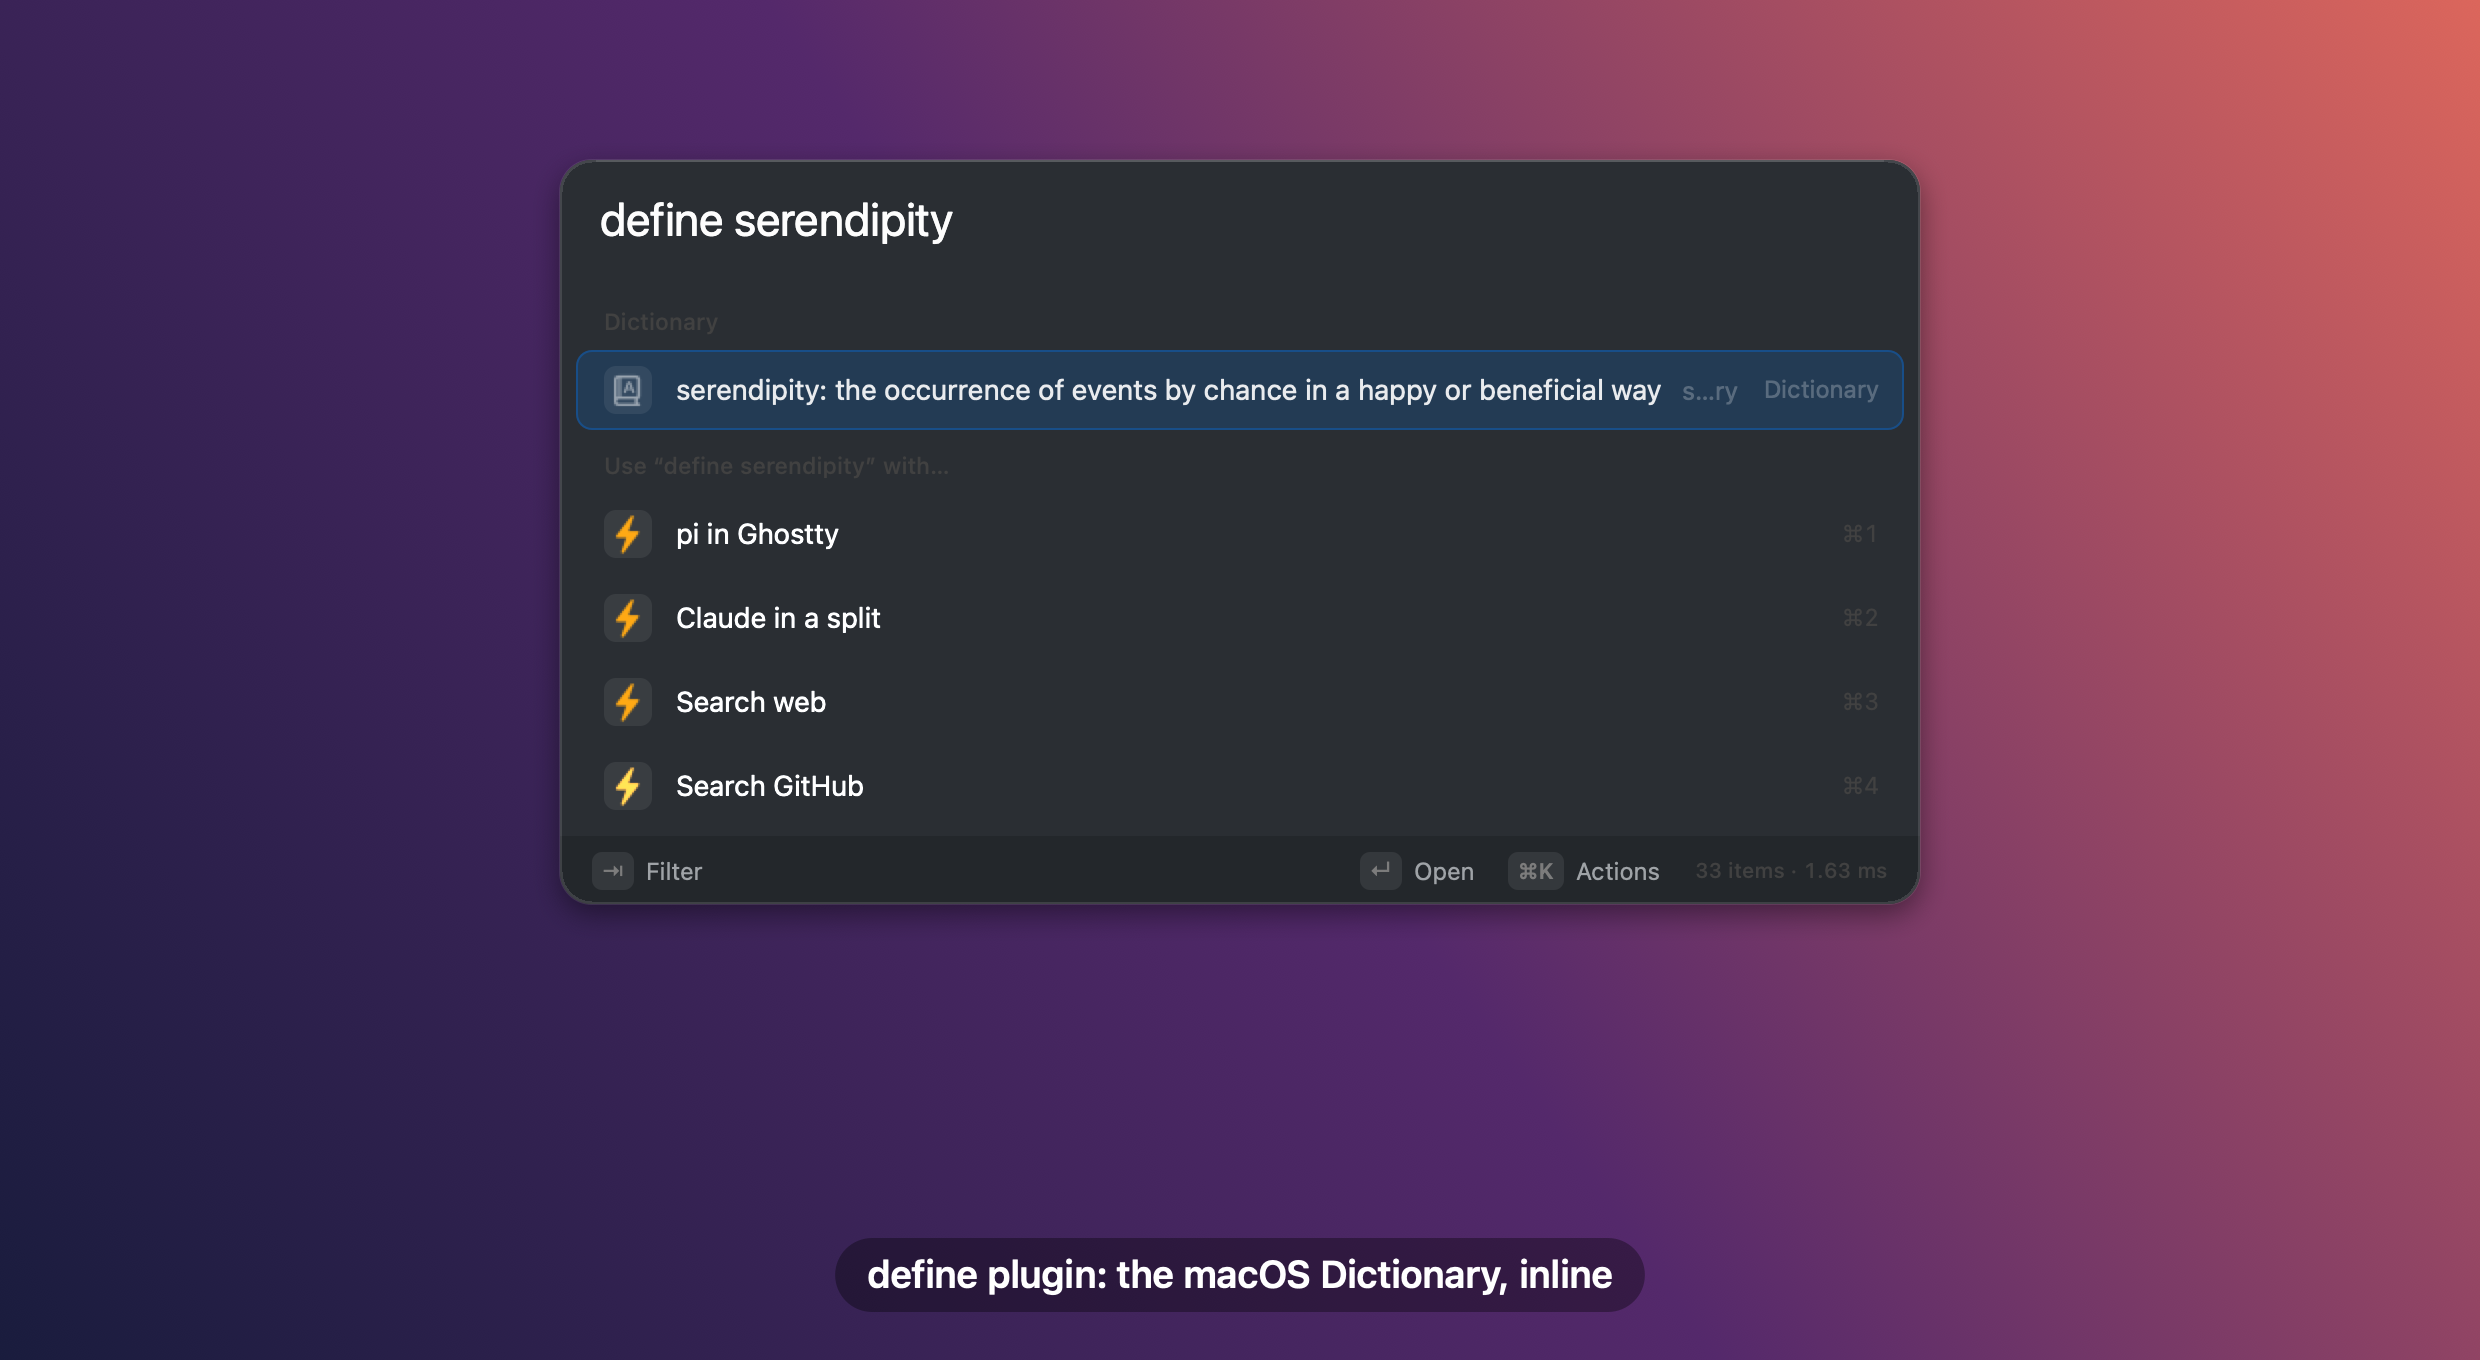 define serendipity
Dictionary
serendipity: the occurrence of events by chance in a happy or beneficial way s...ry Dictionary
Use “define serendipity” with...
pi in Ghostty ⌘1
Claude in a split ⌘2
Search web ⌘3
Search GitHub ⌘4
Filter Open ⌘K Actions 33 items · 1.63 ms
define plugin: the macOS Dictionary, inline